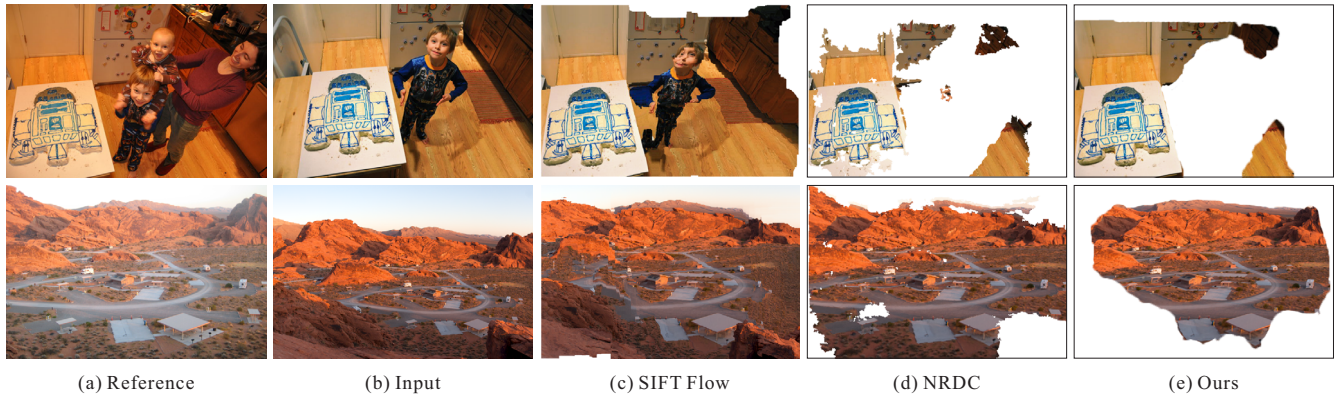 (a) Reference
(b) Input
(c) SIFT Flow
(d) NRDC
(e) Ours